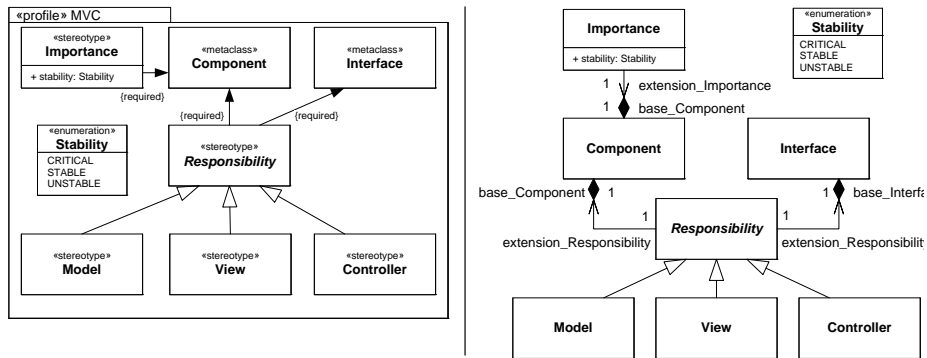 «profile» MVC
«stereotype»
Importance
+ stability: Stability
«metaclass»
Component
«metaclass»
Interface
{required}
{required}
{required}
«enumeration»
Stability
CRITICAL
STABLE
UNSTABLE
«stereotype»
Responsibility
«stereotype»
Model
«stereotype»
View
«stereotype»
Controller
Importance
+ stability: Stability
«enumeration»
Stability
CRITICAL
STABLE
UNSTABLE
1
extension_Importance
1
base_Component
Component
Interface
base_Component
1
1
base_Interfa
1
Responsibility
1
extension_Responsibility
extension_Responsibilit
Model
View
Controller